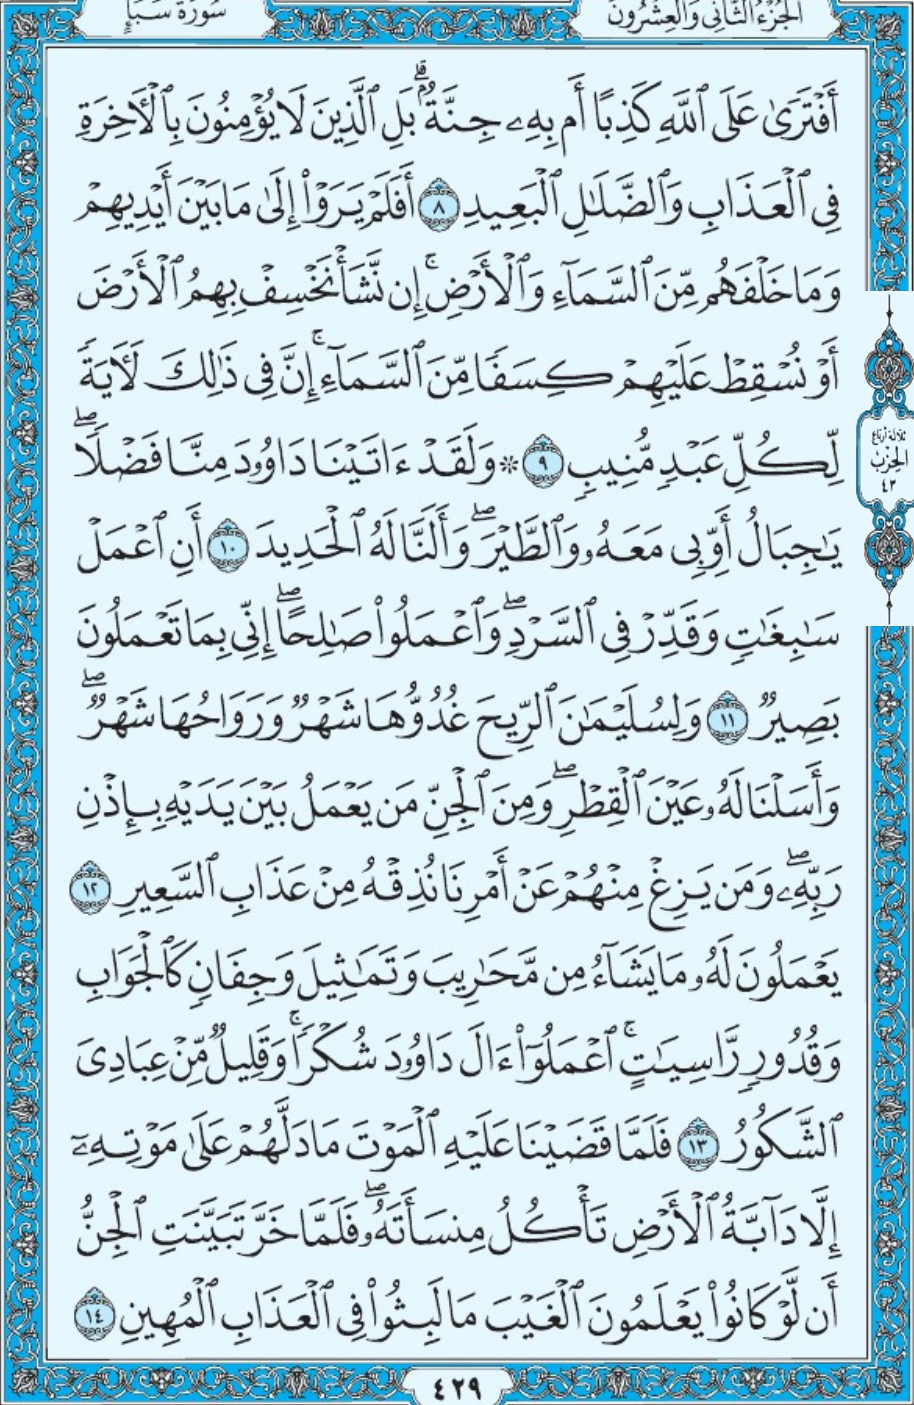 الجزء الثاني والعشرون
سورة سبإ
أَفْتَرَىٰ عَلَى ٱللَّهِ كَذِبًا أَم بِهِۦ جِنَّةُۢ ۗ بَلِ ٱلَّذِينَ لَا يُؤْمِنُونَ بِٱلْأَخِرَةِ
فِى ٱلْعَذَابِ وَٱلضَّلَٰلِ ٱلْبَعِيدِ ٨ أَفَلَمْ يَرَوْا۟ إِلَىٰ مَا بَيْنَ أَيْدِيهِمْ
وَمَا خَلْفَهُم مِّنَ ٱلسَّمَآءِ وَٱلْأَرْضِ ۚ إِن نَّشَأْ نَخْسِفْ بِهِمُ ٱلْأَرْضَ
أَوْ نُسْقِطْ عَلَيْهِمْ كِسَفًا مِّنَ ٱلسَّمَآءِ ۚ إِنَّ فِى ذَٰلِكَ لَأَيَةً
لِّكُلِّ عَبْدٍ مُّنِيبٍ ٩ ۞ وَلَقَدْ ءَاتَيْنَا دَاوُۥدَ مِنَّا فَضْلًا ۖ
يَٰجِبَالُ أَوِّبِى مَعَهُۥ وَٱلطَّيْرَ ۖ وَأَلَنَّا لَهُ ٱلْحَدِيدَ ١٠ أَنِ ٱعْمَلْ
سَٰبِغَٰتٍ وَقَدِّرْ فِى ٱلسَّرْدِ ۖ وَٱعْمَلُوا۟ صَٰلِحًا ۖ إِنِّى بِمَا تَعْمَلُونَ
بَصِيرٌ ١١ وَلِسُلَيْمَٰنَ ٱلرِّيحَ غُدُوُّهَا شَهْرٌ وَرَوَاحُهَا شَهْرٌ ۖ
وَأَسَلْنَا لَهُۥ عَيْنَ ٱلْقِطْرِ ۖ وَمِنَ ٱلْجِنِّ مَن يَعْمَلُ بَيْنَ يَدَيْهِ بِإِذْنِ
رَبِّهِۦ ۖ وَمَن يَزِغْ مِنْهُمْ عَنْ أَمْرِنَا نُذِقْهُ مِنْ عَذَابِ ٱلسَّعِيرِ ١٢
يَعْمَلُونَ لَهُۥ مَا يَشَآءُ مِن مَّحَٰرِيبَ وَتَمَٰثِيلَ وَجِفَانٍ كَٱلْجَوَابِ
وَقُدُورٍ رَّاسِيَٰتٍ ۚ ٱعْمَلُوٓا۟ ءَالَ دَاوُۥدَ شُكْرًا ۚ وَقَلِيلٌ مِّنْ عِبَادِىَ
ٱلشَّكُورُ ١٣ فَلَمَّا قَضَيْنَا عَلَيْهِ ٱلْمَوْتَ مَا دَلَّهُمْ عَلَىٰ مَوْتِهِۦٓ
إِلَّا دَآبَّةُ ٱلْأَرْضِ تَأْكُلُ مِنسَأَتَهُۥ ۖ فَلَمَّا خَرَّ تَبَيَّنَتِ ٱلْجِنُّ
أَن لَّوْ كَانُوا۟ يَعْلَمُونَ ٱلْغَيْبَ مَا لَبِثُوا۟ فِى ٱلْعَذَابِ ٱلْمُهِينِ ١٤
ثلاثة أرباع
الحزب
٤٣
٤٢٩